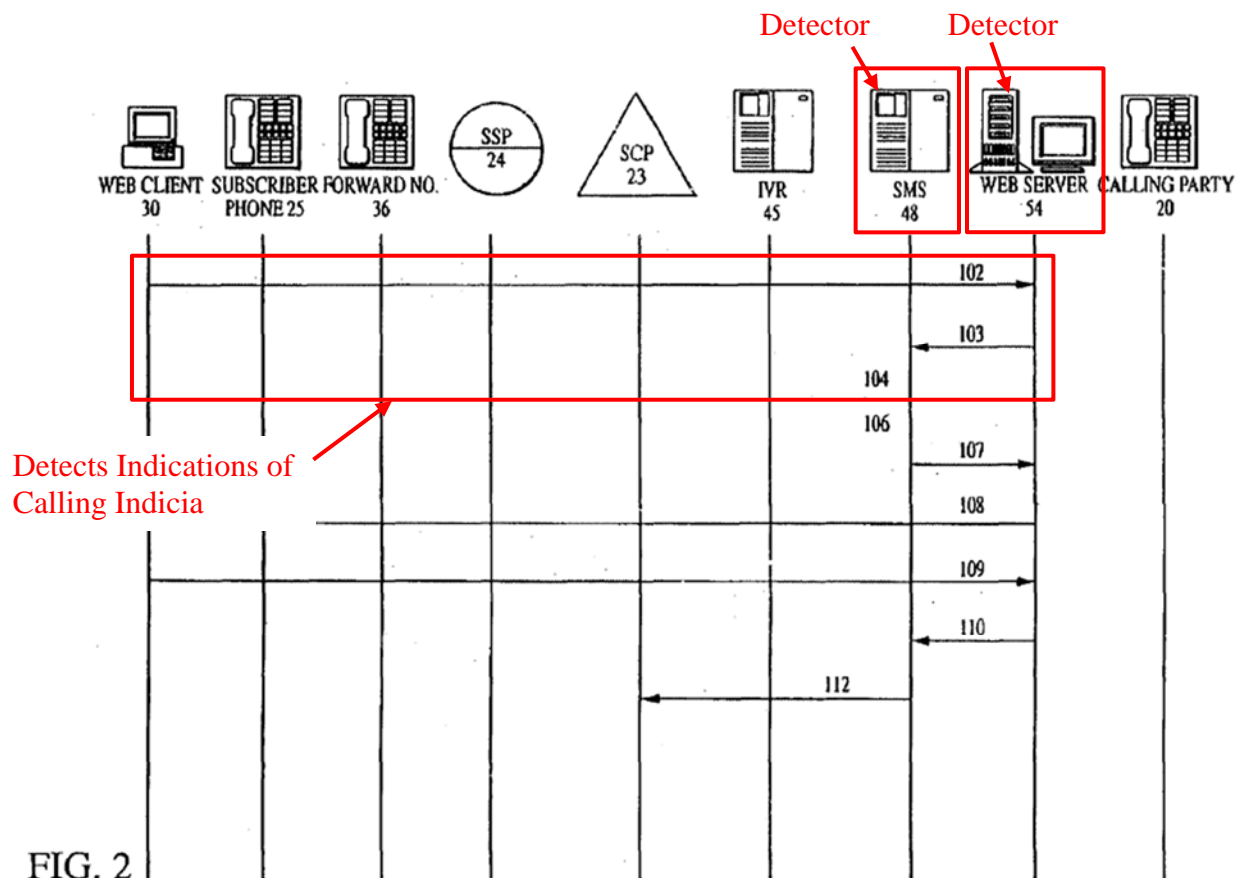 Detector Detector
SSP
24
SCP
23
WEB CLIENT SUBSCRIBER FORWARD NO. IVR SMS WEB SERVER CALLING PARTY
30 PHONE 25 36 45 48 54 20
102
103
104
106
107
Detects Indications of
Calling Indicia
108
109
110
112
FIG. 2